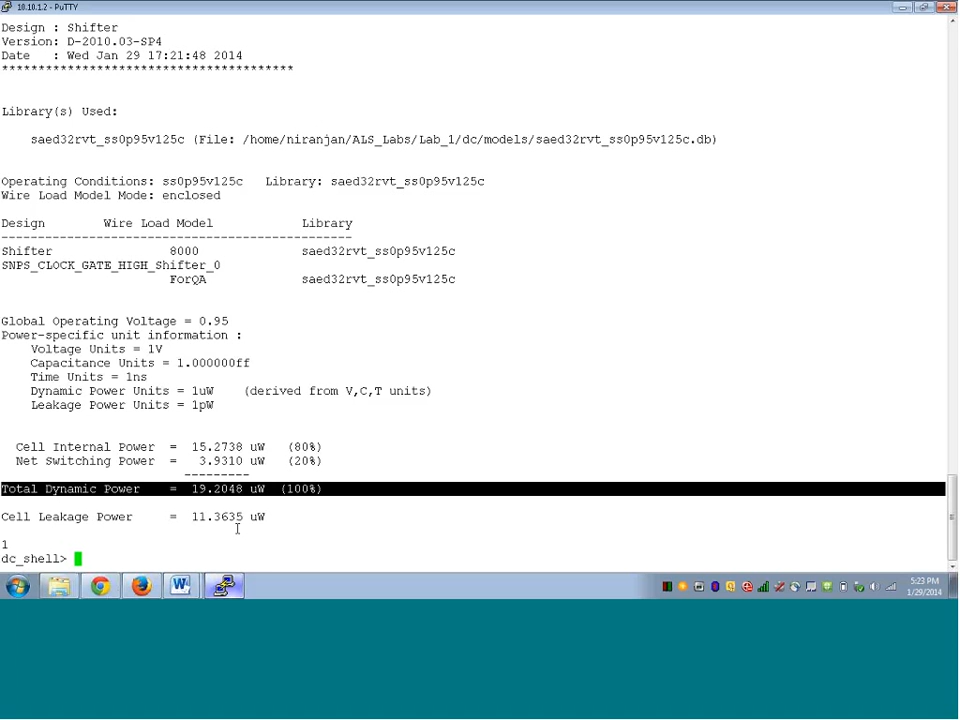 10.10.1.2 - PuTTY
Design : Shifter
Version: D-2010.03-SP4
Date   : Wed Jan 29 17:21:48 2014
****************************************
Library(s) Used:
saed32rvt_ss0p95v125c (File: /home/niranjan/ALS_Labs/Lab_1/dc/models/saed32rvt_ss0p95v125c.db)
Operating Conditions: ss0p95v125c   Library: saed32rvt_ss0p95v125c
Wire Load Model Mode: enclosed
Design        Wire Load Model            Library
------------------------------------------------
Shifter                8000              saed32rvt_ss0p95v125c
SNPS_CLOCK_GATE_HIGH_Shifter_0
ForQA             saed32rvt_ss0p95v125c
Global Operating Voltage = 0.95
Power-specific unit information :
Voltage Units = 1V
Capacitance Units = 1.000000ff
Time Units = 1ns
Dynamic Power Units = 1uW    (derived from V,C,T units)
Leakage Power Units = 1pW
Cell Internal Power  =  15.2738 uW   (80%)
Net Switching Power  =   3.9310 uW   (20%)
---------
Total Dynamic Power    =  19.2048 uW  (100%)
Cell Leakage Power     =  11.3635 uW
1
dc_shell>
5:23 PM
1/29/2014